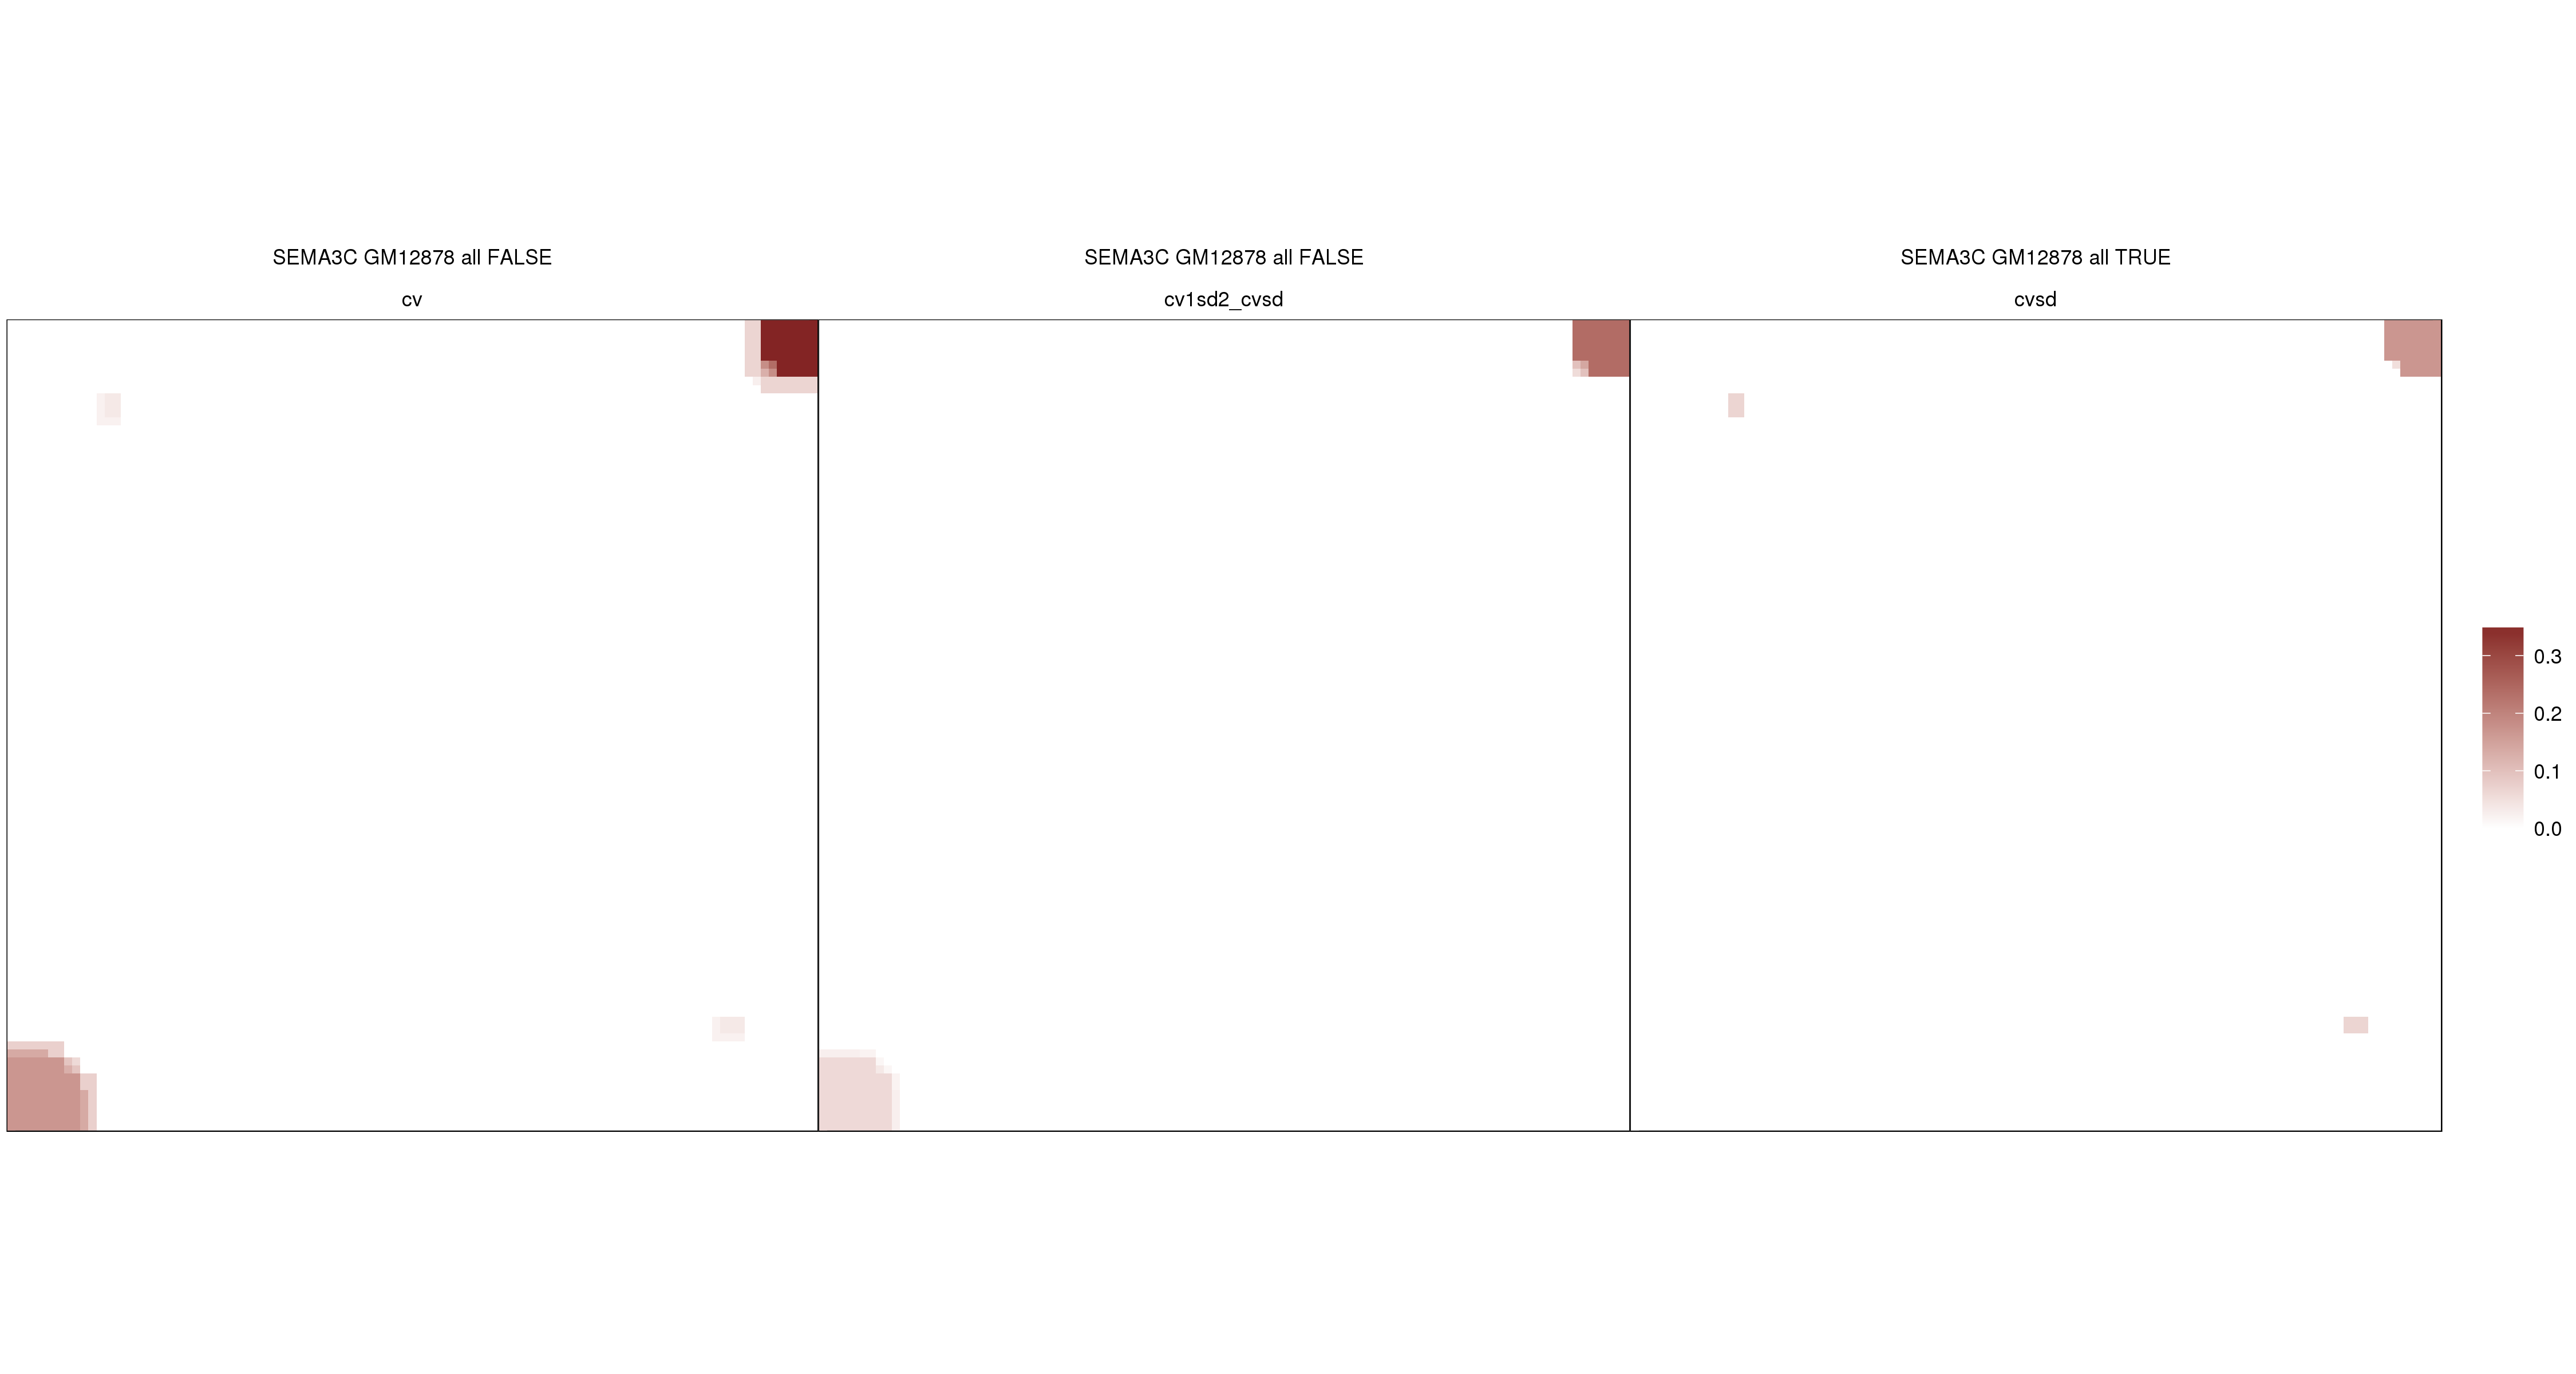 SEMA3C GM12878 all FALSE
cv
SEMA3C GM12878 all FALSE
cv1sd2_cvsd
SEMA3C GM12878 all TRUE
cvsd
0.3
0.2
0.1
0.0